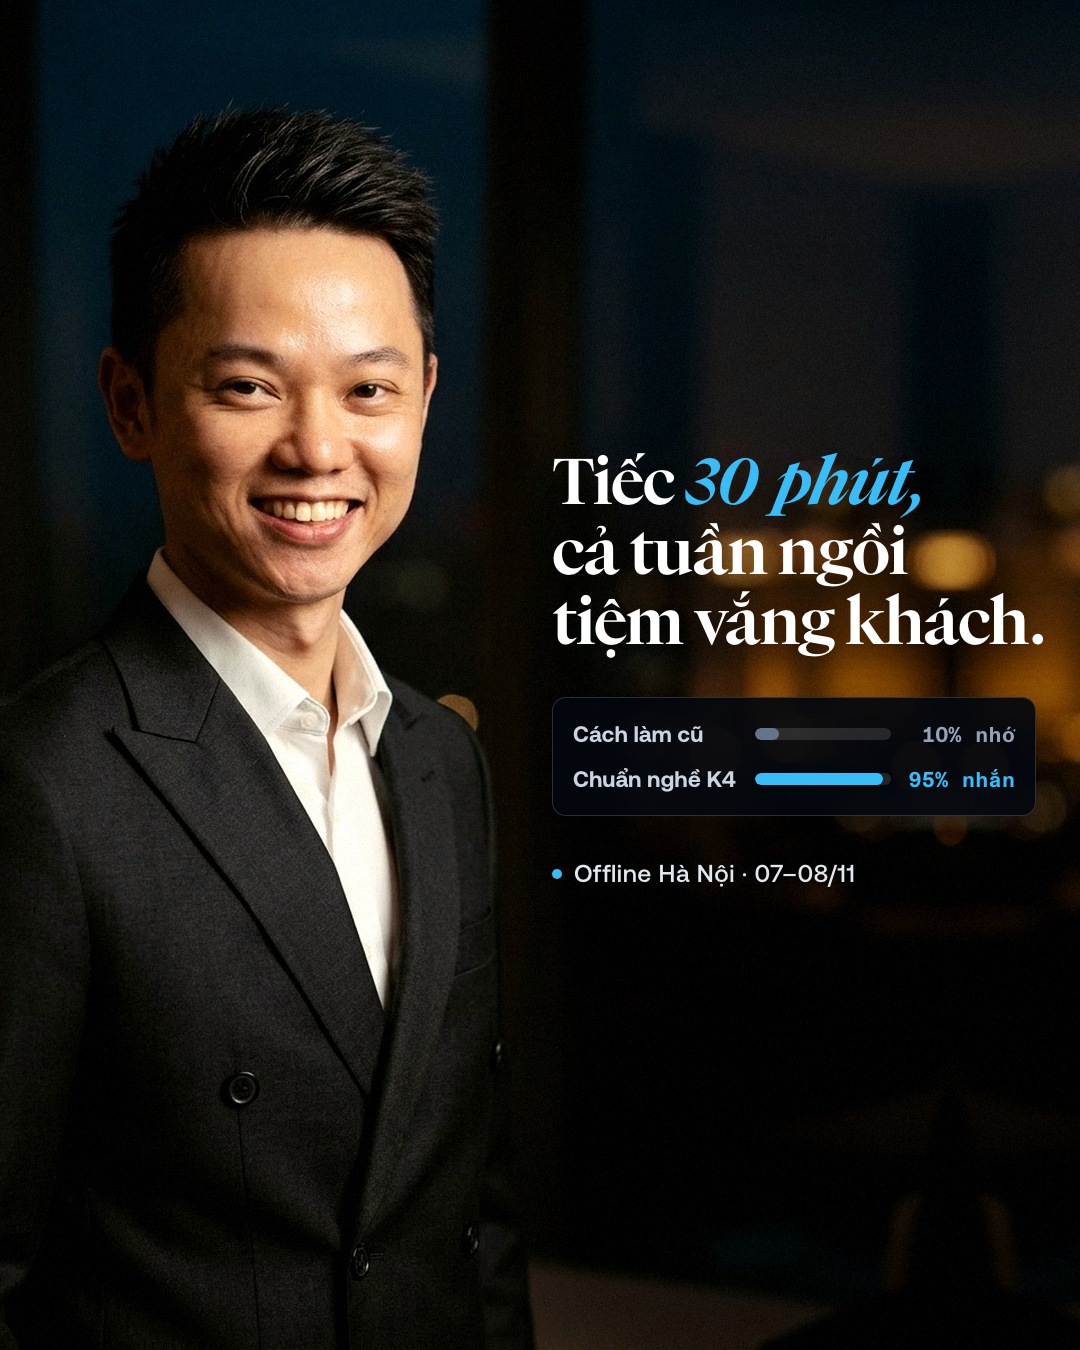 Tiếc 30 phút,
cả tuần ngồi
tiệm vắng khách.
Cách làm cũ 10% nhớ
Chuẩn nghề K4 95% nhắn
Offline Hà Nội · 07–08/11